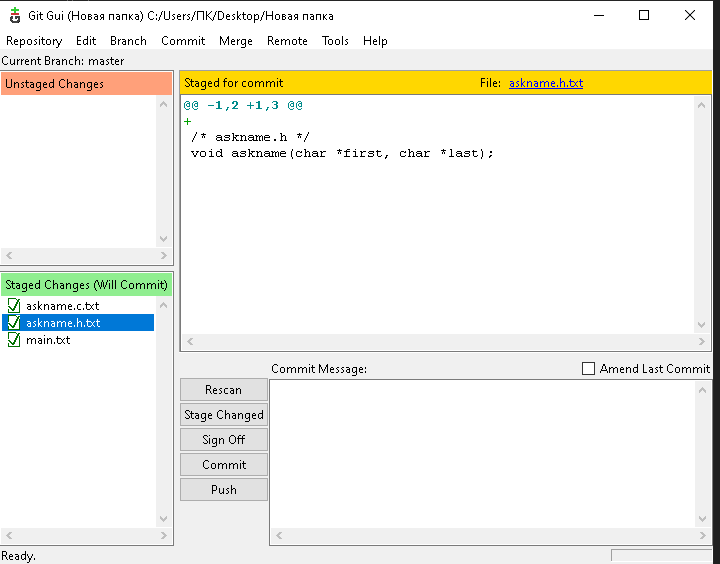 Git Gui (Новая папка) C:/Users/ПК/Desktop/Новая папка
Repository Edit Branch Commit Merge Remote Tools Help
Current Branch: master
Unstaged Changes
Staged for commit File: askname.h.txt
@@ -1,2 +1,3 @@
+
/* askname.h */
void askname(char *first, char *last);
Staged Changes (Will Commit)
askname.c.txt
askname.h.txt
main.txt
Commit Message: Amend Last Commit
Rescan
Stage Changed
Sign Off
Commit
Push
Ready.